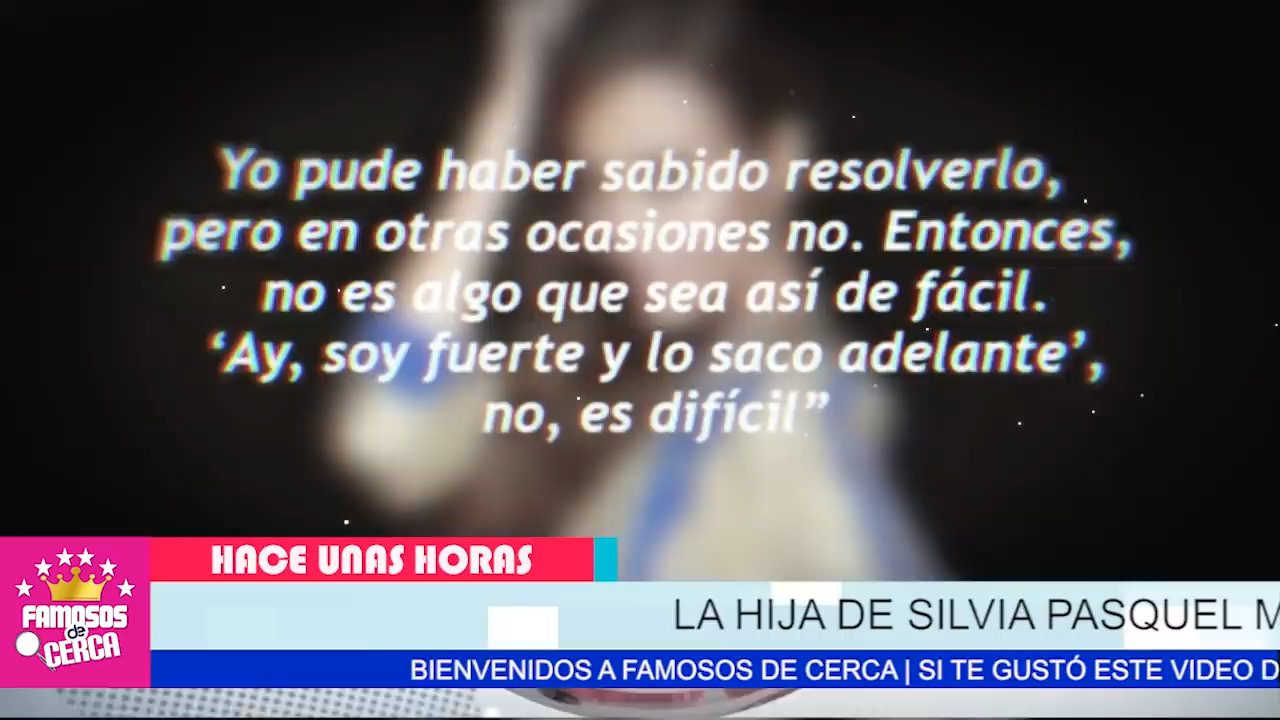 Yo pude haber sabido resolverlo,
pero en otras ocasiones no. Entonces,
no es algo que sea así de fácil.
‘Ay, soy fuerte y lo saco adelante’,
no, es difícil”
HACE UNAS HORAS
FAMOSOS
de
CERCA
LA HIJA DE SILVIA PASQUEL M
BIENVENIDOS A FAMOSOS DE CERCA | SI TE GUSTÓ ESTE VIDEO D